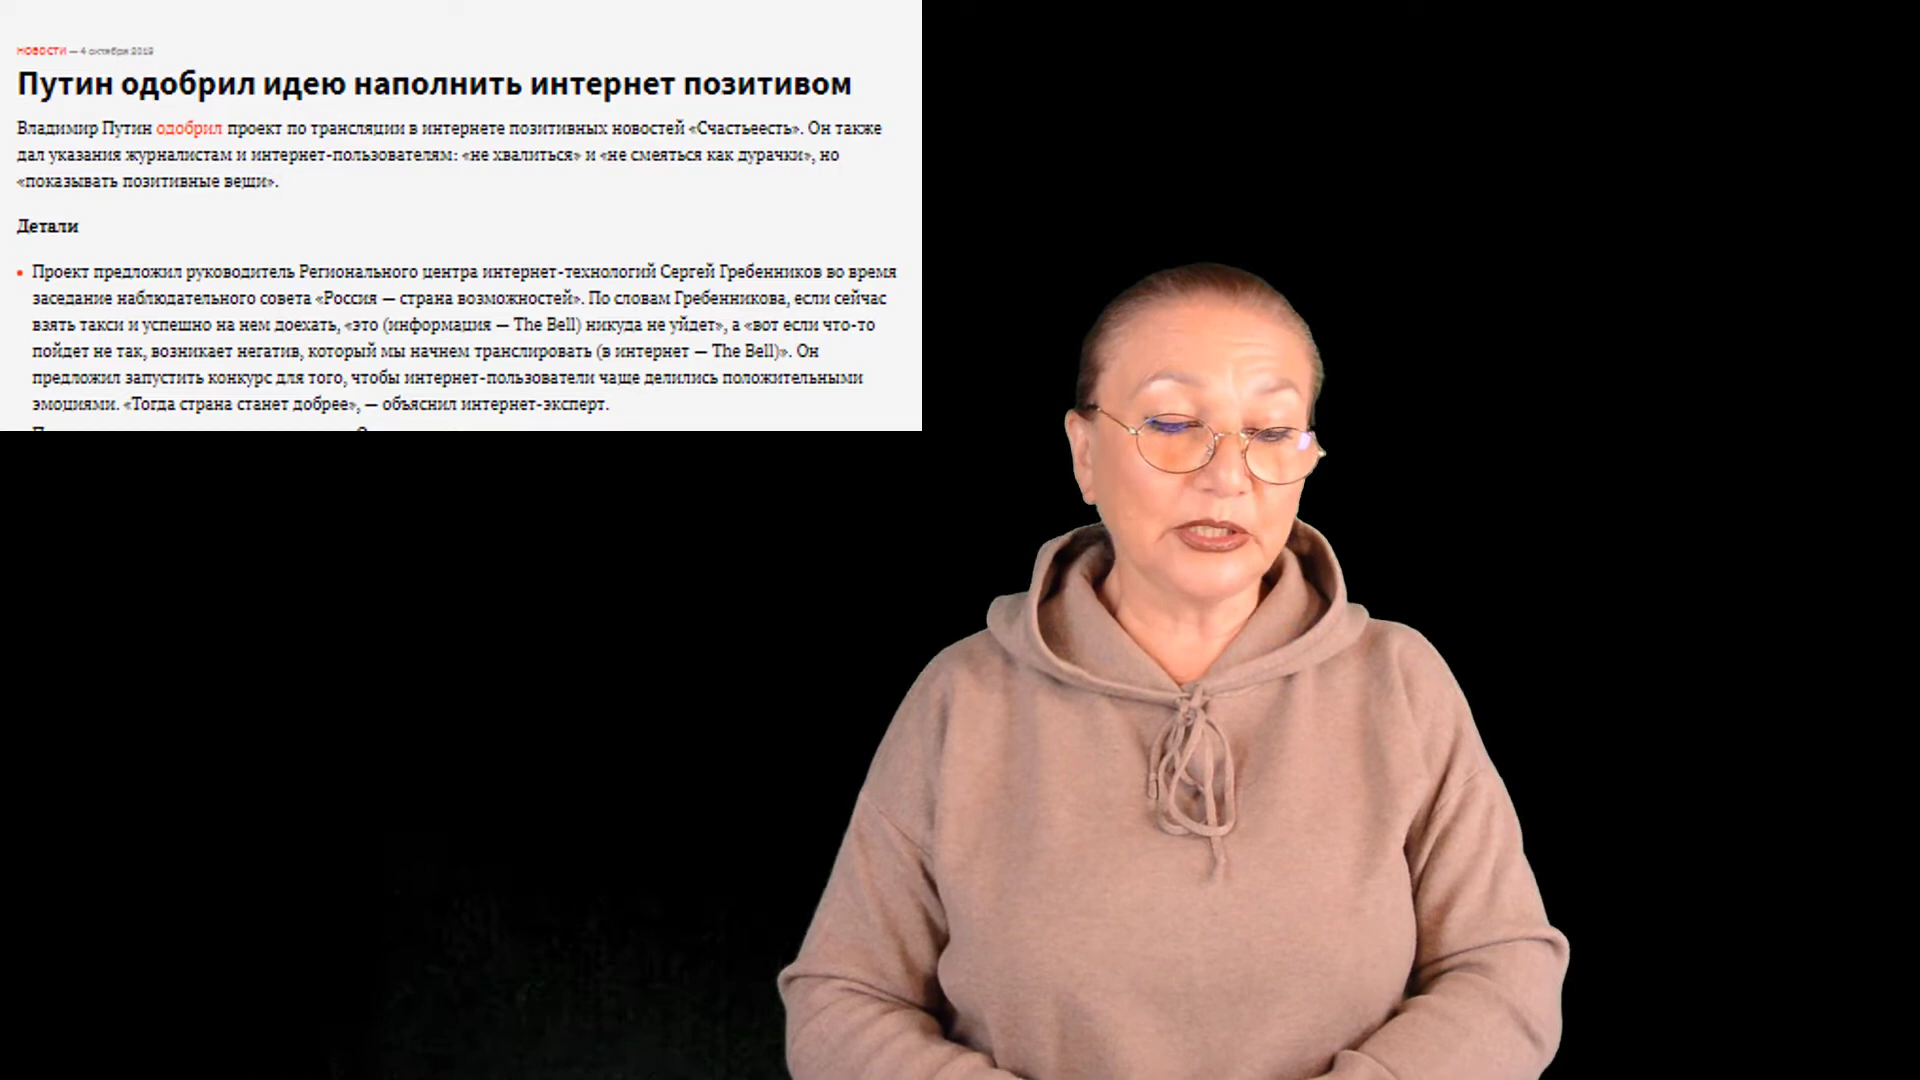 НОВОСТИ — 4 октября 2019
Путин одобрил идею наполнить интернет позитивом
Владимир Путин одобрил проект по трансляции в интернете позитивных новостей «Счастьеесть». Он также
дал указания журналистам и интернет-пользователям: «не хвалиться» и «не смеяться как дурачки», но
«показывать позитивные вещи».
Детали
• Проект предложил руководитель Регионального центра интернет-технологий Сергей Гребенников во время
заседание наблюдательного совета «Россия — страна возможностей». По словам Гребенникова, если сейчас
взять такси и успешно на нем доехать, «это (информация — The Bell) никуда не уйдет», а «вот если что-то
пойдет не так, возникает негатив, который мы начнем транслировать (в интернет — The Bell)». Он
предложил запустить конкурс для того, чтобы интернет-пользователи чаще делились положительными
эмоциями. «Тогда страна станет добрее», — объяснил интернет-эксперт.